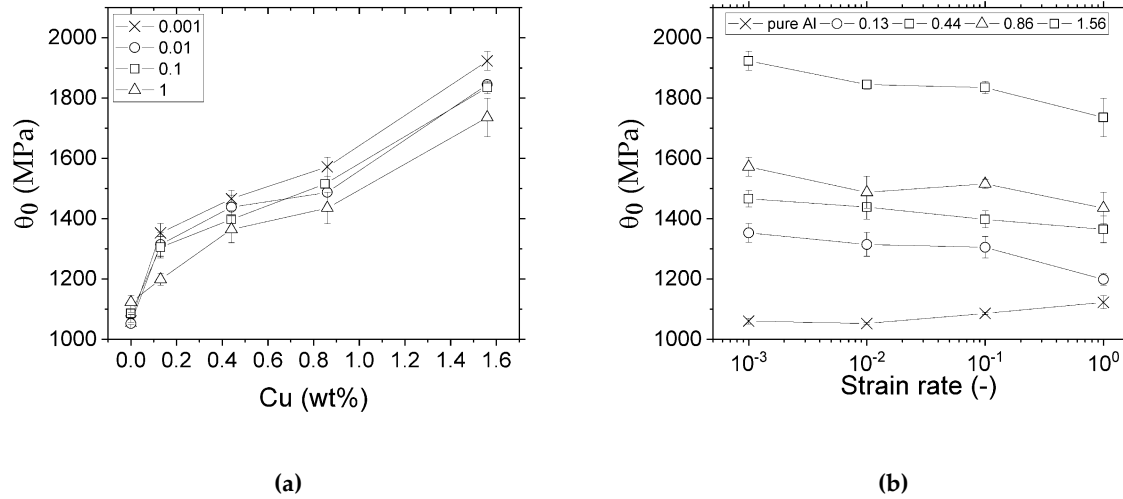 0.001
0.01
0.1
1
2000
1800
1600
1400
1200
1000
θ0 (MPa)
0.0 0.2 0.4 0.6 0.8 1.0 1.2 1.4 1.6
Cu (wt%)
(a)
pure Al 0.13 0.44 0.86 1.56
2000
1800
1600
1400
1200
1000
θ0 (MPa)
10-3 10-2 10-1 100
Strain rate (-)
(b)